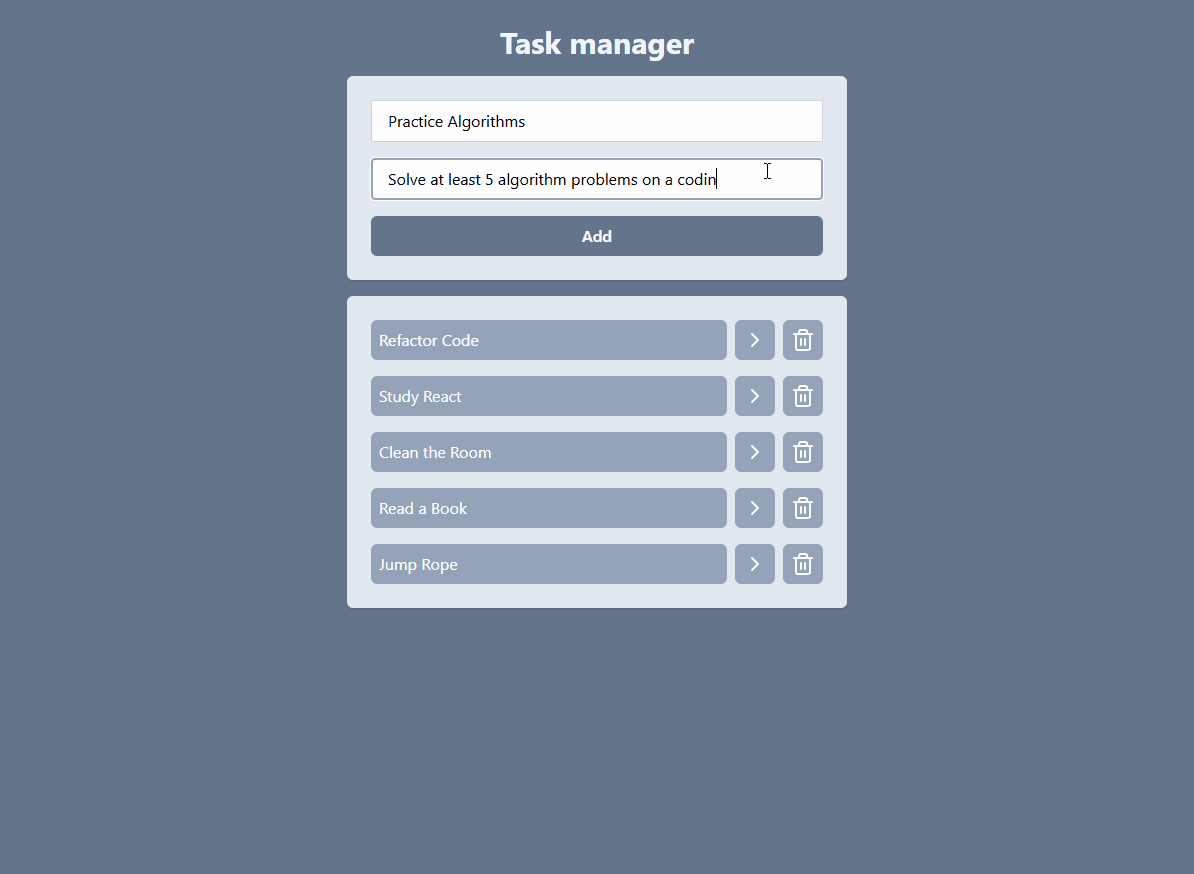 Task manager
Practice Algorithms
Solve at least 5 algorithm problems on a codin
Add
Refactor Code
Study React
Clean the Room
Read a Book
Jump Rope